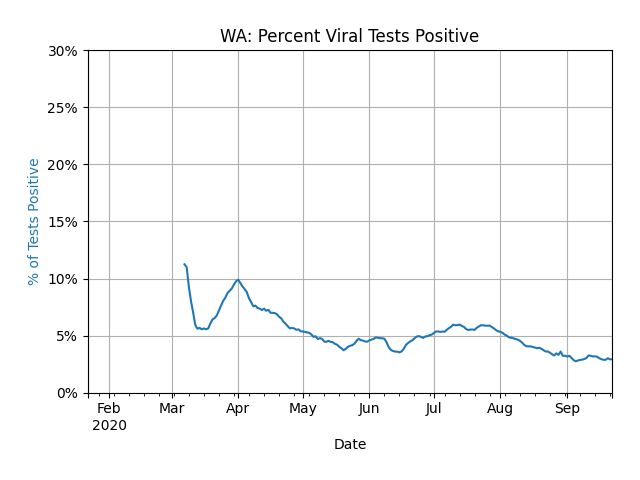 WA: Percent Viral Tests Positive
30%
25%
20%
15%
10%
5%
0%
% of Tests Positive
Feb Mar Apr May Jun Jul Aug Sep
2020
Date